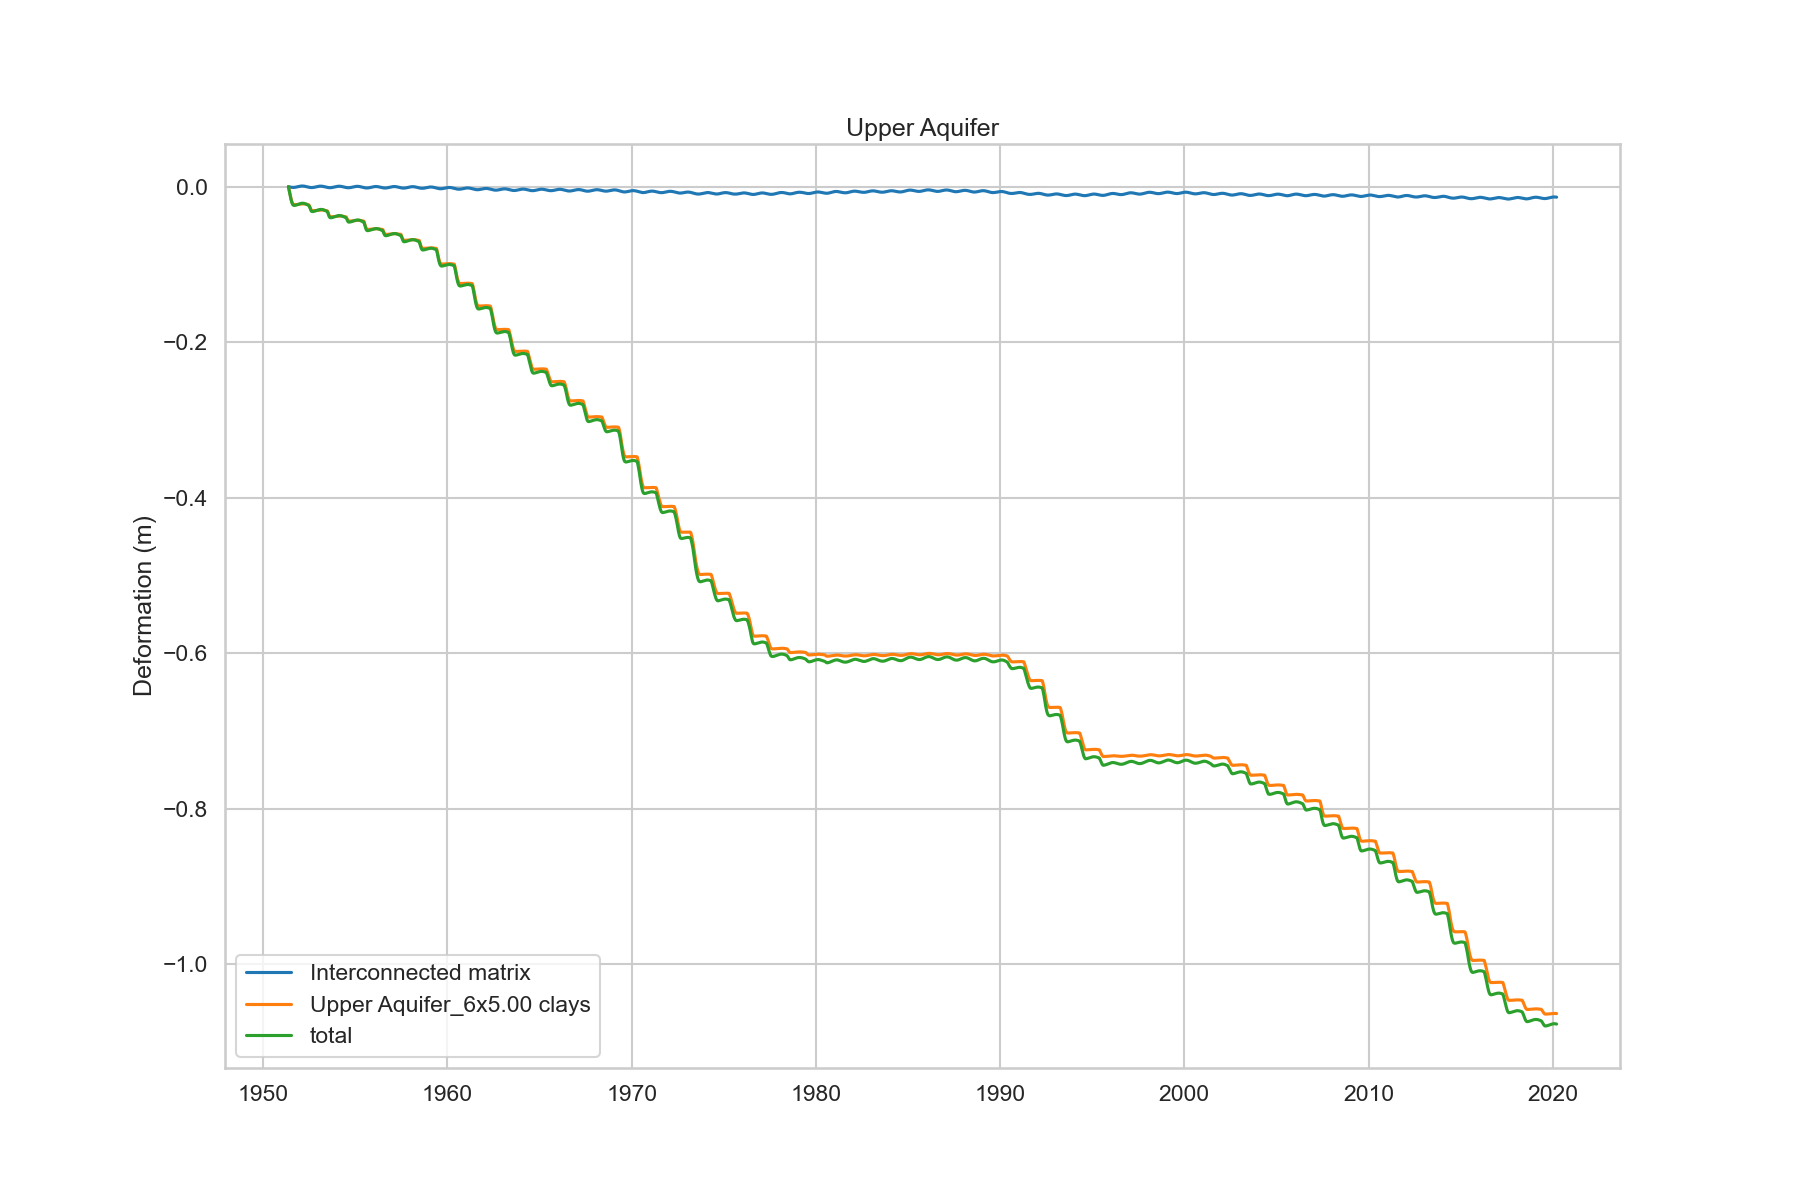 Upper Aquifer
Deformation (m)
0.0
−0.2
−0.4
−0.6
−0.8
−1.0
Interconnected matrix
Upper Aquifer_6x5.00 clays
total
1950 1960 1970 1980 1990 2000 2010 2020